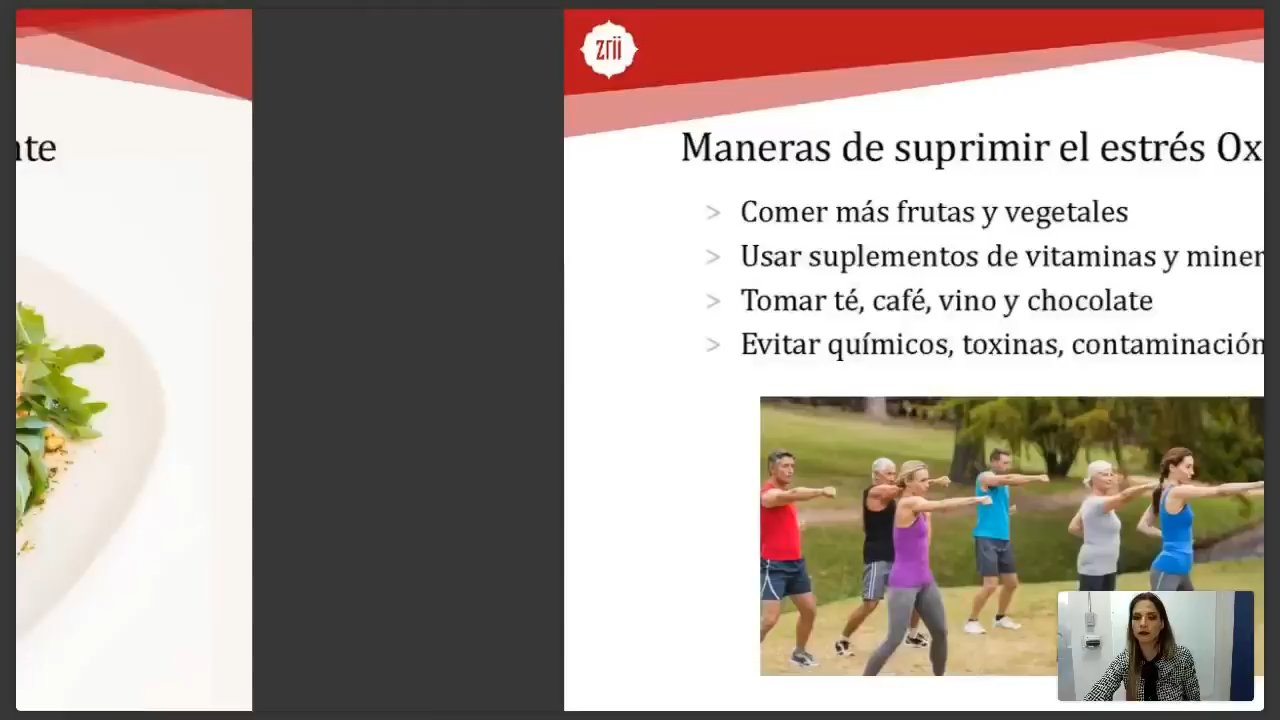 nte
zrii
Maneras de suprimir el estrés Ox
> Comer más frutas y vegetales
> Usar suplementos de vitaminas y miner
> Tomar té, café, vino y chocolate
> Evitar químicos, toxinas, contaminación